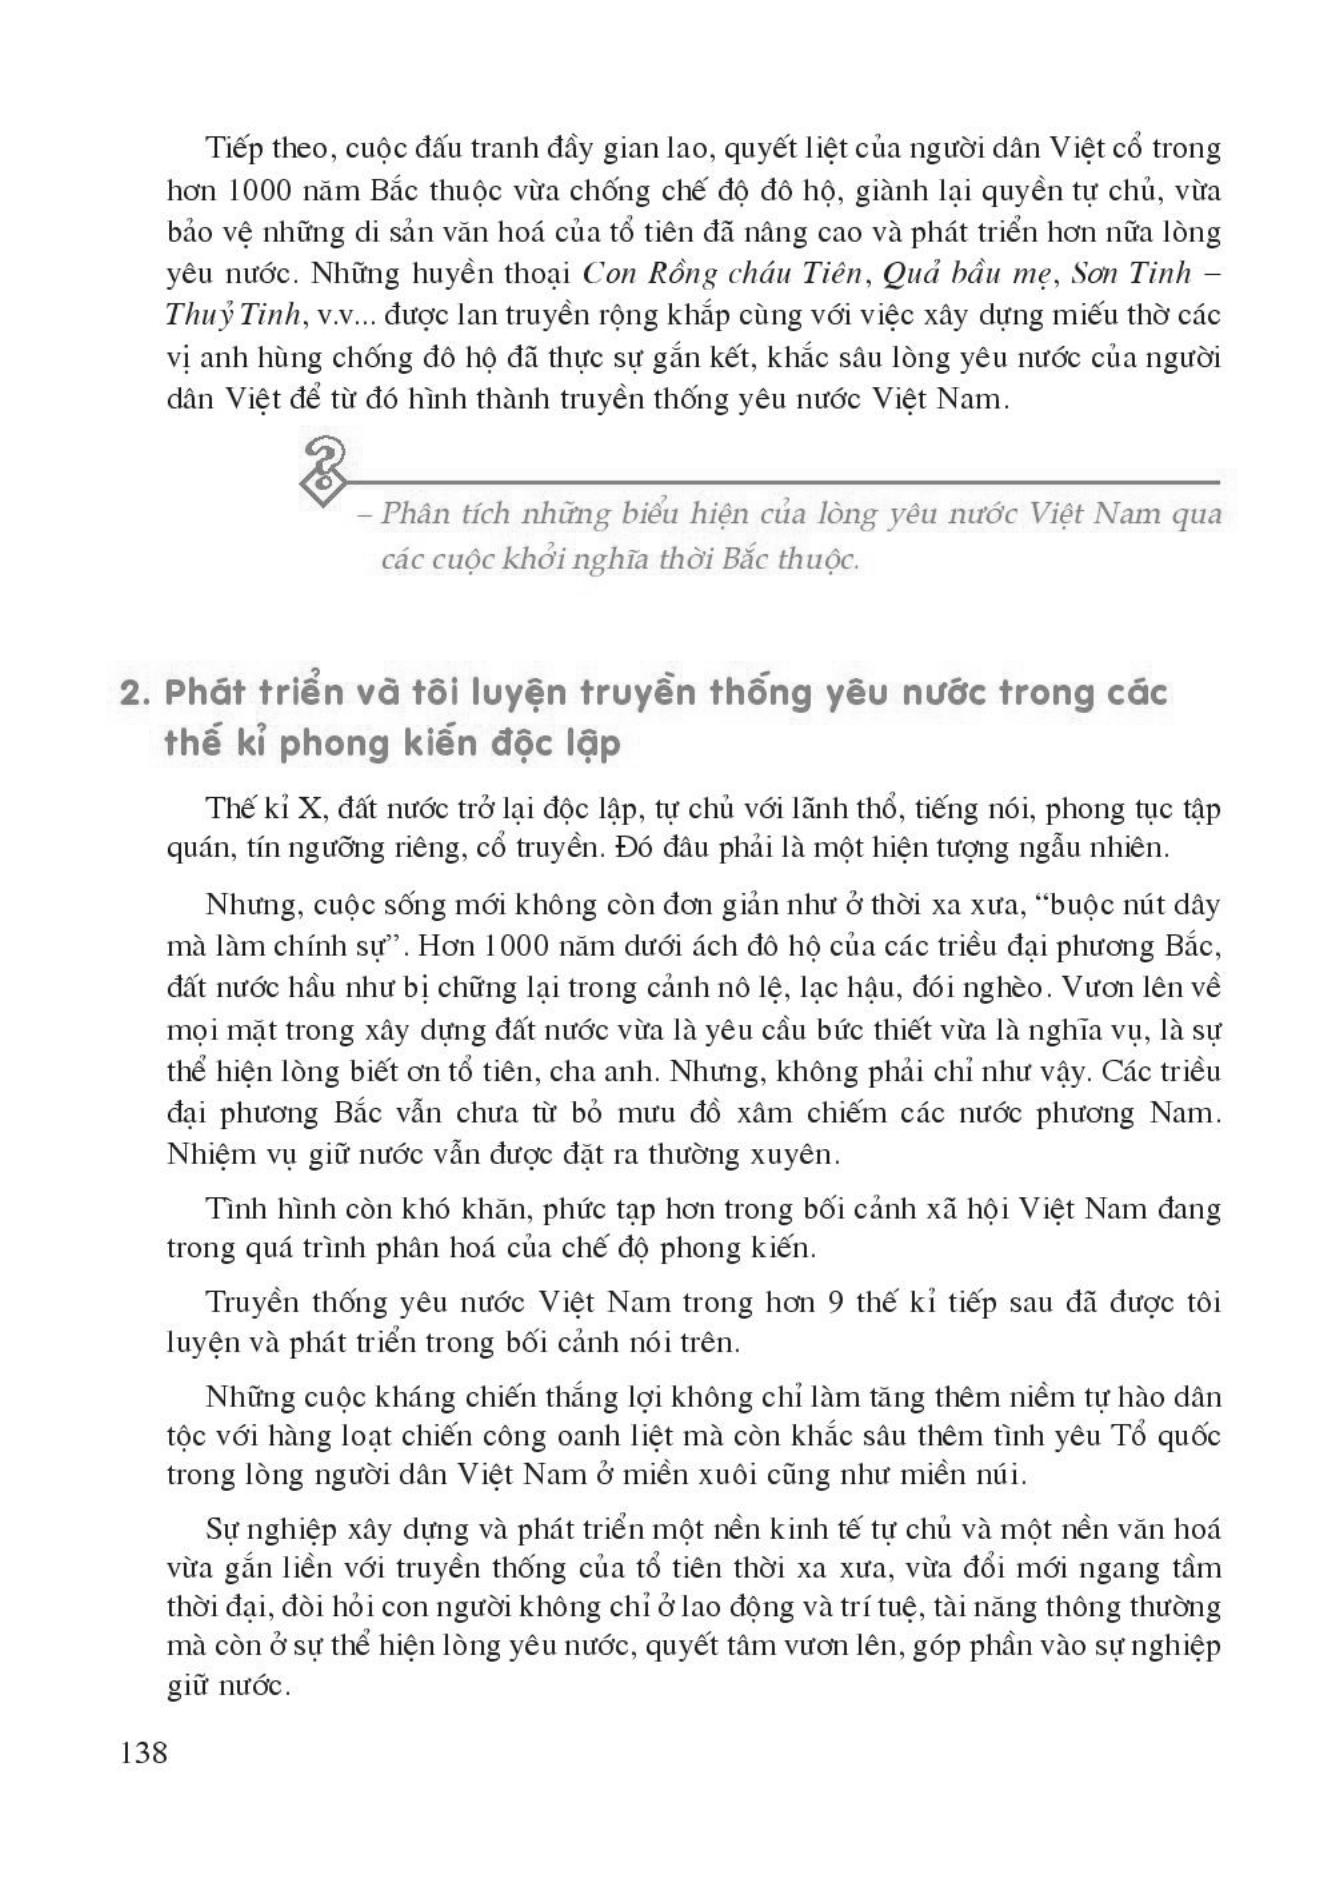 Tiếp theo, cuộc đấu tranh đầy gian lao, quyết liệt của người dân Việt cổ trong
hơn 1000 năm Bắc thuộc vừa chống chế độ đô hộ, giành lại quyền tự chủ, vừa
bảo vệ những di sản văn hoá của tổ tiên đã nâng cao và phát triển hơn nữa lòng
yêu nước. Những huyền thoại Con Rồng cháu Tiên, Quả bầu mẹ, Sơn Tinh –
Thuỷ Tinh, v.v... được lan truyền rộng khắp cùng với việc xây dựng miếu thờ các
vị anh hùng chống đô hộ đã thực sự gắn kết, khắc sâu lòng yêu nước của người
dân Việt để từ đó hình thành truyền thống yêu nước Việt Nam.
?
– Phân tích những biểu hiện của lòng yêu nước Việt Nam qua
các cuộc khởi nghĩa thời Bắc thuộc.
2. Phát triển và tôi luyện truyền thống yêu nước trong các
thế kỉ phong kiến độc lập
Thế kỉ X, đất nước trở lại độc lập, tự chủ với lãnh thổ, tiếng nói, phong tục tập
quán, tín ngưỡng riêng, cổ truyền. Đó đâu phải là một hiện tượng ngẫu nhiên.
Nhưng, cuộc sống mới không còn đơn giản như ở thời xa xưa, “buộc nút dây
mà làm chính sự”. Hơn 1000 năm dưới ách đô hộ của các triều đại phương Bắc,
đất nước hầu như bị chững lại trong cảnh nô lệ, lạc hậu, đói nghèo. Vươn lên về
mọi mặt trong xây dựng đất nước vừa là yêu cầu bức thiết vừa là nghĩa vụ, là sự
thể hiện lòng biết ơn tổ tiên, cha anh. Nhưng, không phải chỉ như vậy. Các triều
đại phương Bắc vẫn chưa từ bỏ mưu đồ xâm chiếm các nước phương Nam.
Nhiệm vụ giữ nước vẫn được đặt ra thường xuyên.
Tình hình còn khó khăn, phức tạp hơn trong bối cảnh xã hội Việt Nam đang
trong quá trình phân hoá của chế độ phong kiến.
Truyền thống yêu nước Việt Nam trong hơn 9 thế kỉ tiếp sau đã được tôi
luyện và phát triển trong bối cảnh nói trên.
Những cuộc kháng chiến thắng lợi không chỉ làm tăng thêm niềm tự hào dân
tộc với hàng loạt chiến công oanh liệt mà còn khắc sâu thêm tình yêu Tổ quốc
trong lòng người dân Việt Nam ở miền xuôi cũng như miền núi.
Sự nghiệp xây dựng và phát triển một nền kinh tế tự chủ và một nền văn hoá
vừa gắn liền với truyền thống của tổ tiên thời xa xưa, vừa đổi mới ngang tầm
thời đại, đòi hỏi con người không chỉ ở lao động và trí tuệ, tài năng thông thường
mà còn ở sự thể hiện lòng yêu nước, quyết tâm vươn lên, góp phần vào sự nghiệp
giữ nước.
138